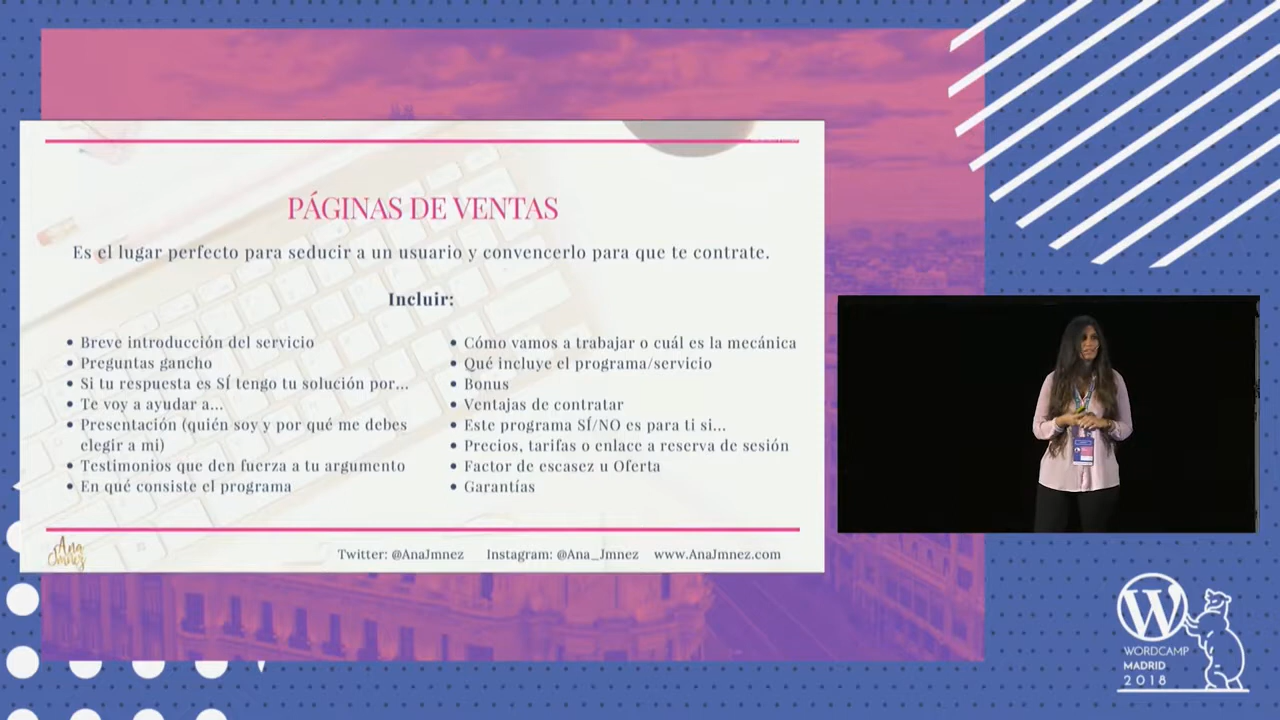 PÁGINAS DE VENTAS
Es el lugar perfecto para seducir a un usuario y convencerlo para que te contrate.
Incluir:
• Breve introducción del servicio
• Preguntas gancho
• Si tu respuesta es SÍ tengo tu solución por...
• Te voy a ayudar a...
• Presentación (quién soy y por qué me debes
elegir a mi)
• Testimonios que den fuerza a tu argumento
• En qué consiste el programa
• Cómo vamos a trabajar o cuál es la mecánica
• Qué incluye el programa/servicio
• Bonus
• Ventajas de contratar
• Este programa SÍ/NO es para ti si...
• Precios, tarifas o enlace a reserva de sesión
• Factor de escasez u Oferta
• Garantías
Ana
Jmnez
Twitter: @AnaJmnez Instagram: @Ana_Jmnez www.AnaJmnez.com
W
WORDCAMP
MADRID
2018